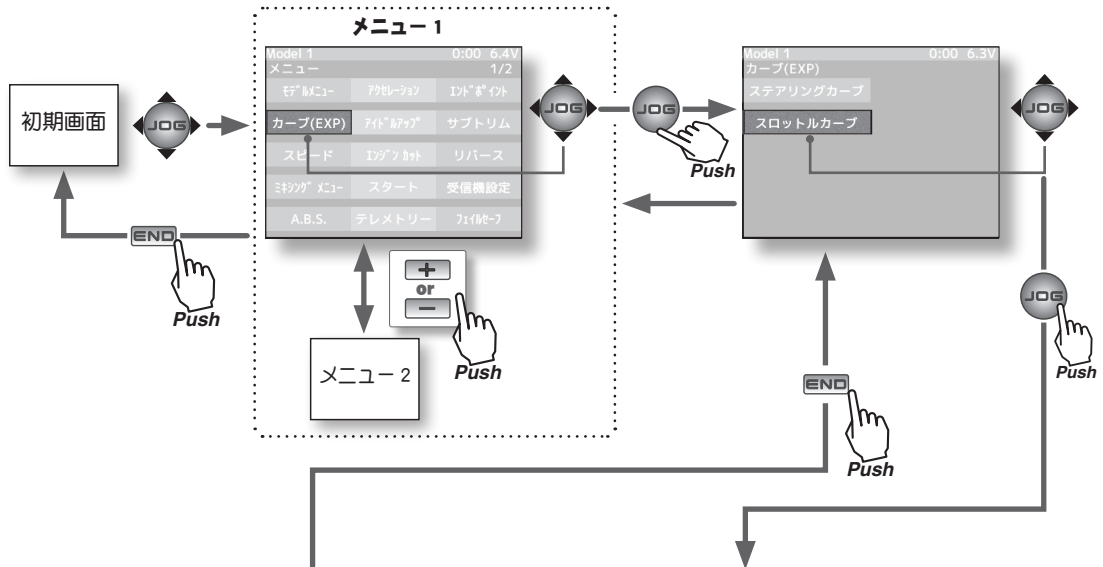 メニュー 1
初期画面
JOG
END
Push
Model 1 0:00 6.4V
メニュー 1/2
ﾓﾃﾞﾙﾒﾆｭｰ ｱｸｾﾚｰｼｮﾝ ｴﾝﾄﾞﾎﾟｲﾝﾄ
カーブ(EXP) ｱｲﾄﾞﾙｱｯﾌﾟ サブトリム
スピード ｴﾝｼﾞﾝ ｶｯﾄ リバース
ﾐｷｼﾝｸﾞ ﾒﾆｭｰ スタート 受信機設定
A.B.S. テレメトリー ﾌｪｲﾙｾｰﾌ
JOG
+
or
−
Push
メニュー 2
JOG
Push
Model 1 0:00 6.3V
カーブ(EXP)
ステアリングカーブ
スロットルカーブ
JOG
JOG
Push
END
Push